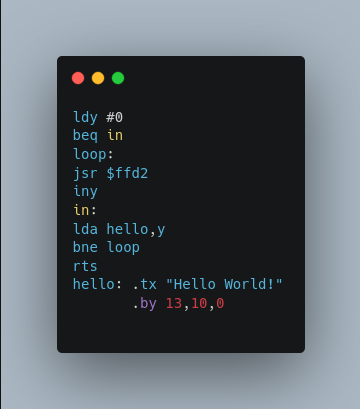 ldy #0
beq in
loop:
jsr $ffd2
iny
in:
lda hello,y
bne loop
rts
hello: .tx "Hello World!"
       .by 13,10,0